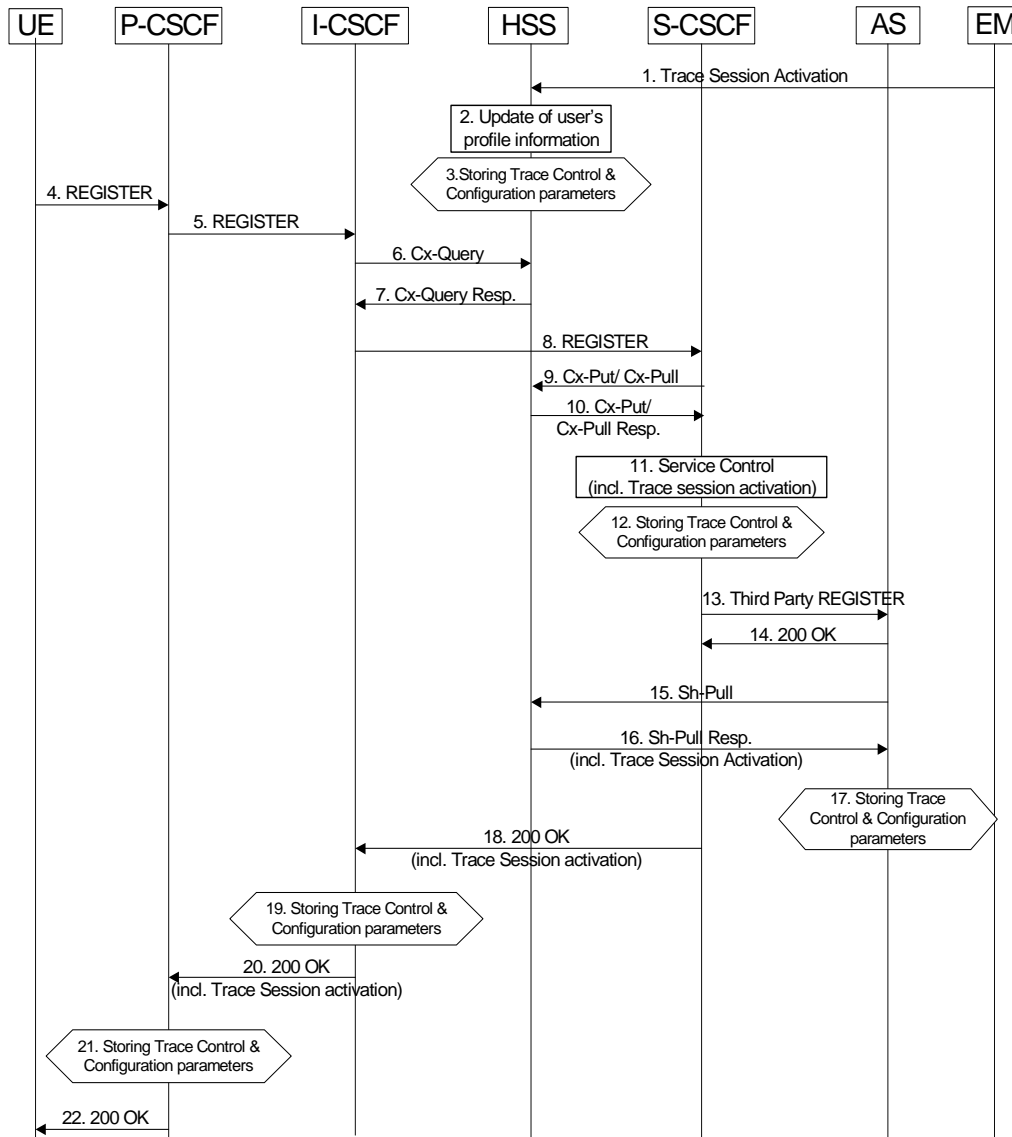 UE
P-CSCF
I-CSCF
HSS
S-CSCF
AS
EM
1. Trace Session Activation
2. Update of user's
profile information
3.Storing Trace Control &
Configuration parameters
4. REGISTER
5. REGISTER
6. Cx-Query
7. Cx-Query Resp.
8. REGISTER
9. Cx-Put/ Cx-Pull
10. Cx-Put/
Cx-Pull Resp.
11. Service Control
(incl. Trace session activation)
12. Storing Trace Control &
Configuration parameters
13. Third Party REGISTER
14. 200 OK
15. Sh-Pull
16. Sh-Pull Resp.
(incl. Trace Session Activation)
17. Storing Trace
Control & Configuration
parameters
18. 200 OK
(incl. Trace Session activation)
19. Storing Trace Control &
Configuration parameters
20. 200 OK
(incl. Trace Session activation)
21. Storing Trace Control &
Configuration parameters
22. 200 OK